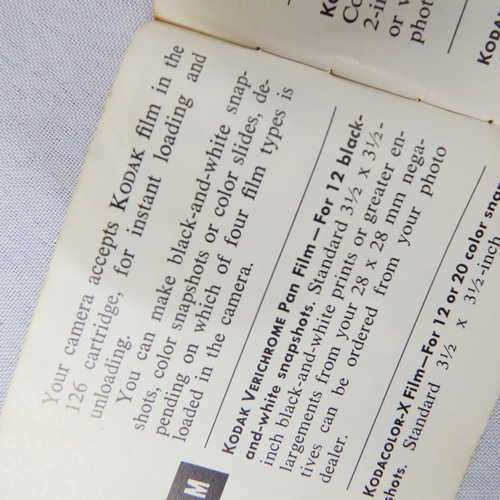 Your camera accepts KODAK film in the
126 cartridge, for instant loading and
unloading.
You can make black-and-white snap-
shots, color snapshots or color slides, de-
pending on which of four film types is
loaded in the camera.
KODAK VERICHROME Pan Film—For 12 black-
and-white snapshots. Standard 3½ x 3½-
inch black-and-white prints or greater en-
largements from your 28 x 28 mm nega-
tives can be ordered from your photo
dealer.
KODACOLOR-X Film—For 12 or 20 color snap
shots. Standard 3½ x 3½-inch
M
2-in
or
phot